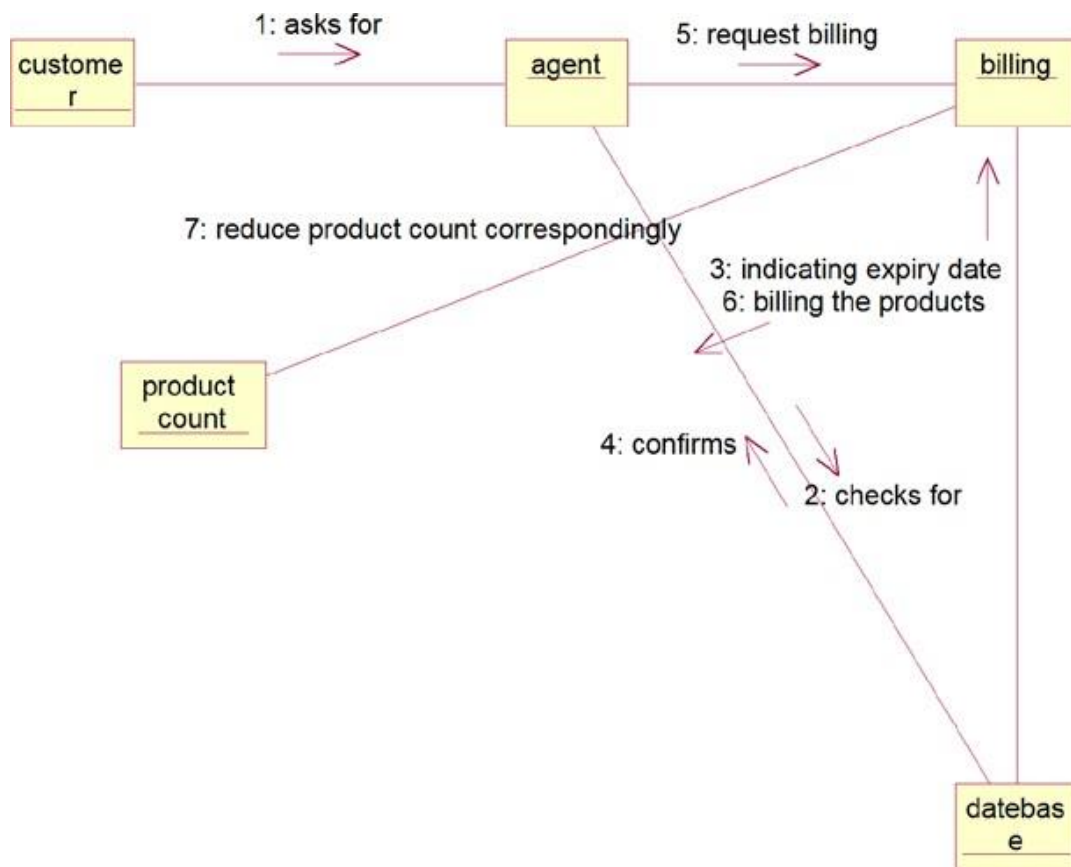 1: asks for
5: request billing
custome
r
agent
billing
7: reduce product count correspondingly
3: indicating expiry date
6: billing the products
product
count
4: confirms
2: checks for
datebas
e